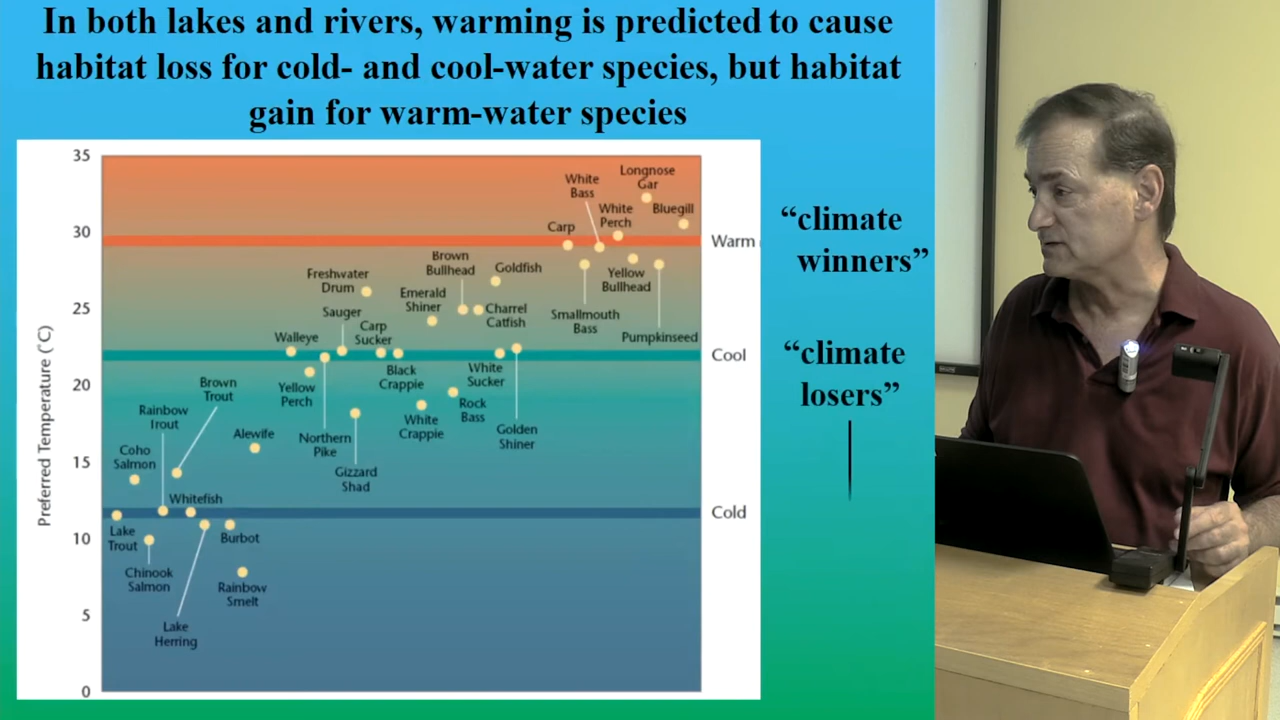 In both lakes and rivers, warming is predicted to cause
habitat loss for cold- and cool-water species, but habitat
gain for warm-water species
35
30
25
20
15
10
5
0
Preferred Temperature (˚C)
Longnose
Gar
White
Bass
White
Perch
Bluegill
Carp
Warm
Brown
Bullhead
Goldfish
Freshwater
Drum
Yellow
Bullhead
Emerald
Shiner
Charrel
Catfish
Sauger
Smallmouth
Bass
Carp
Sucker
Walleye
Pumpkinseed
Cool
Black
Crappie
White
Sucker
Brown
Trout
Yellow
Perch
Rock
Bass
Rainbow
Trout
White
Crappie
Golden
Shiner
Alewife
Northern
Pike
Coho
Salmon
Gizzard
Shad
Whitefish
Cold
Lake
Trout
Burbot
Chinook
Salmon
Rainbow
Smelt
Lake
Herring
“climate
winners”
“climate
losers”